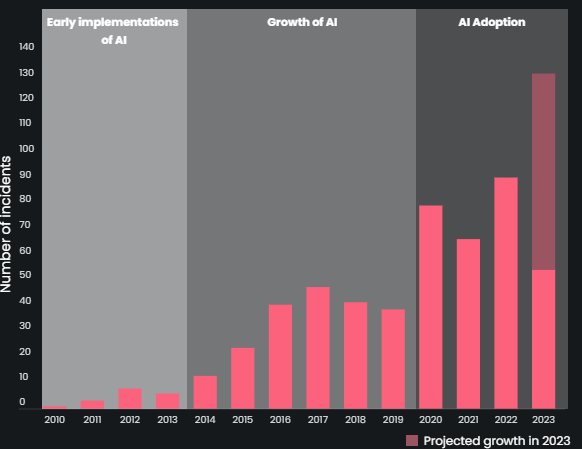 Early implementations
of AI
Growth of AI
AI Adoption
Number of incidents
140
130
120
110
100
90
80
70
60
50
40
30
20
10
0
2010 2011 2012 2013 2014 2015 2016 2017 2018 2019 2020 2021 2022 2023
Projected growth in 2023